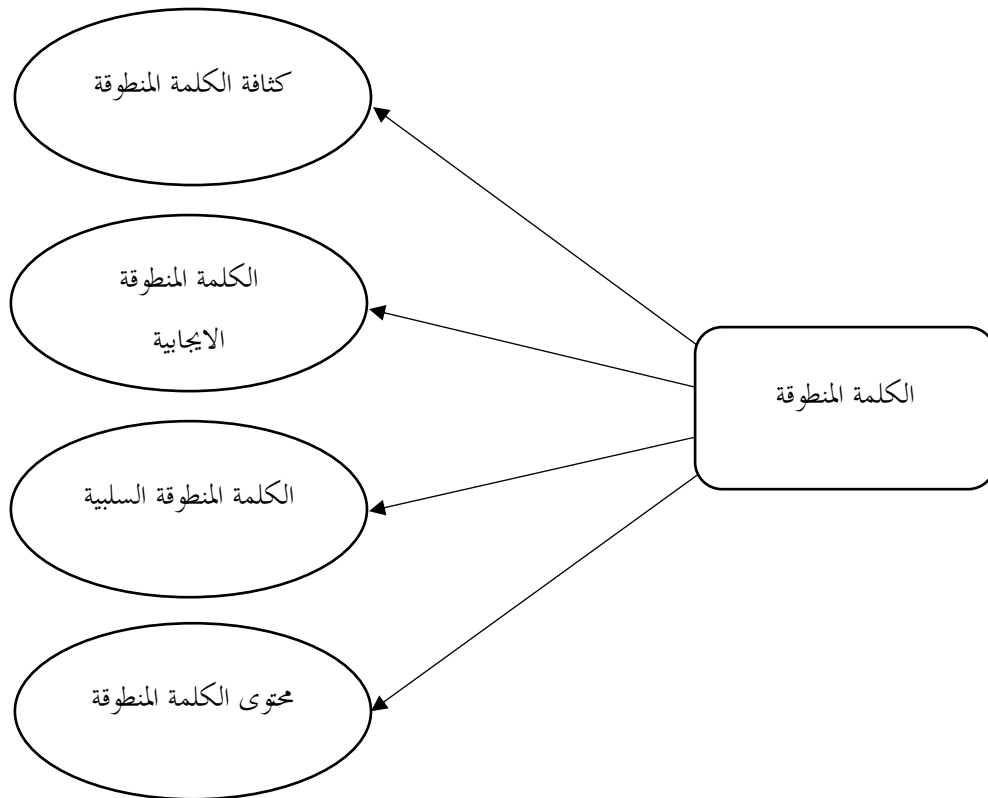 كثافة الكلمة المنطوقة
الكلمة المنطوقة
الايجابية
الكلمة المنطوقة
الكلمة المنطوقة السلبية
محتوى الكلمة المنطوقة